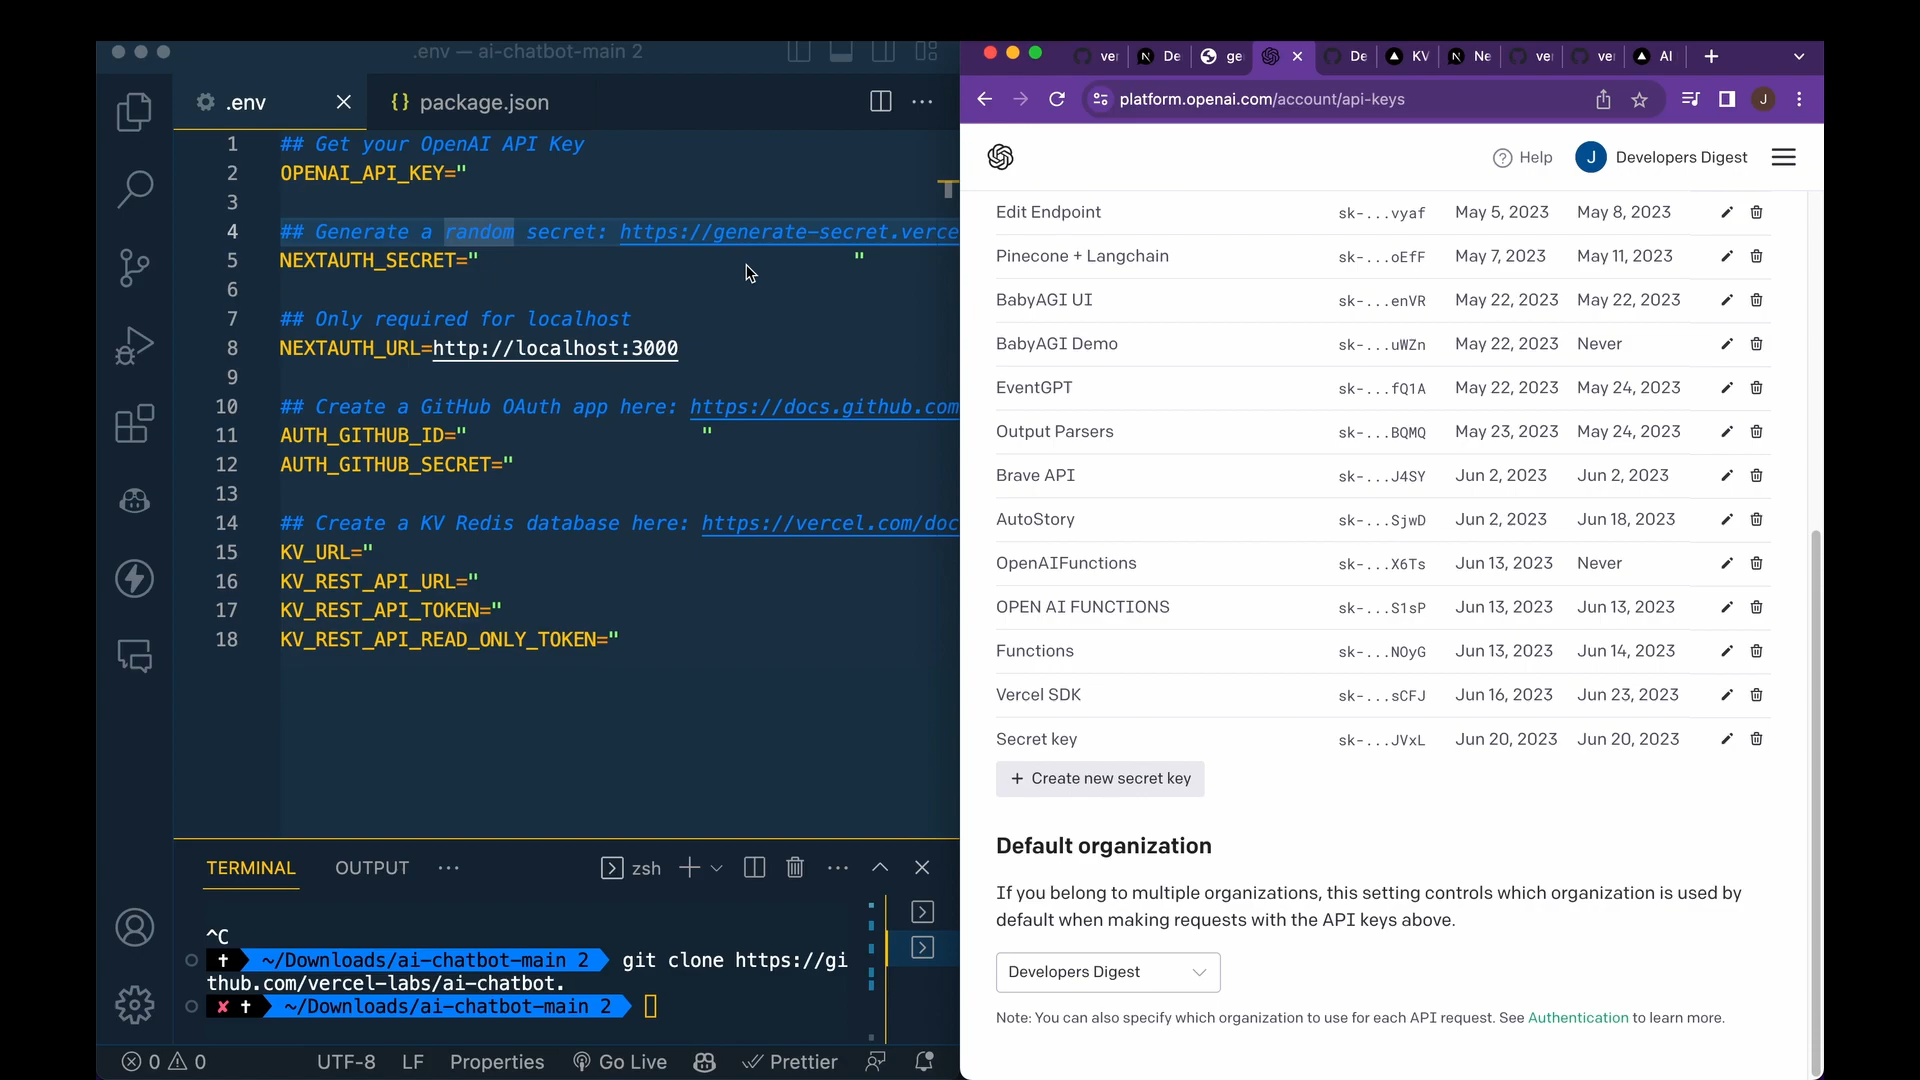 .env — ai-chatbot-main 2
.env
{} package.json
1 ## Get your OpenAI API Key
2 OPENAI_API_KEY="
3
4 ## Generate a random secret: https://generate-secret.verce
5 NEXTAUTH_SECRET=" "
6
7 ## Only required for localhost
8 NEXTAUTH_URL=http://localhost:3000
9
10 ## Create a GitHub OAuth app here: https://docs.github.com
11 AUTH_GITHUB_ID=" "
12 AUTH_GITHUB_SECRET="
13
14 ## Create a KV Redis database here: https://vercel.com/doc
15 KV_URL="
16 KV_REST_API_URL="
17 KV_REST_API_TOKEN="
18 KV_REST_API_READ_ONLY_TOKEN="
TERMINAL OUTPUT ··· zsh
^C
~/Downloads/ai-chatbot-main 2 git clone https://gi
thub.com/vercel-labs/ai-chatbot.
✘ ~/Downloads/ai-chatbot-main 2
0 0 UTF-8 LF Properties Go Live Prettier
ver De ge De KV Ne ve ver AI
platform.openai.com/account/api-keys J
Help J Developers Digest
Edit Endpoint sk-...vyaf May 5, 2023 May 8, 2023
Pinecone + Langchain sk-...oEfF May 7, 2023 May 11, 2023
BabyAGI UI sk-...enVR May 22, 2023 May 22, 2023
BabyAGI Demo sk-...uWZn May 22, 2023 Never
EventGPT sk-...fQ1A May 22, 2023 May 24, 2023
Output Parsers sk-...BQMQ May 23, 2023 May 24, 2023
Brave API sk-...J4SY Jun 2, 2023 Jun 2, 2023
AutoStory sk-...SjwD Jun 2, 2023 Jun 18, 2023
OpenAIFunctions sk-...X6Ts Jun 13, 2023 Never
OPEN AI FUNCTIONS sk-...S1sP Jun 13, 2023 Jun 13, 2023
Functions sk-...NOyG Jun 13, 2023 Jun 14, 2023
Vercel SDK sk-...sCFJ Jun 16, 2023 Jun 23, 2023
Secret key sk-...JVxL Jun 20, 2023 Jun 20, 2023
+ Create new secret key
Default organization
If you belong to multiple organizations, this setting controls which organization is used by
default when making requests with the API keys above.
Developers Digest
Note: You can also specify which organization to use for each API request. See Authentication to learn more.